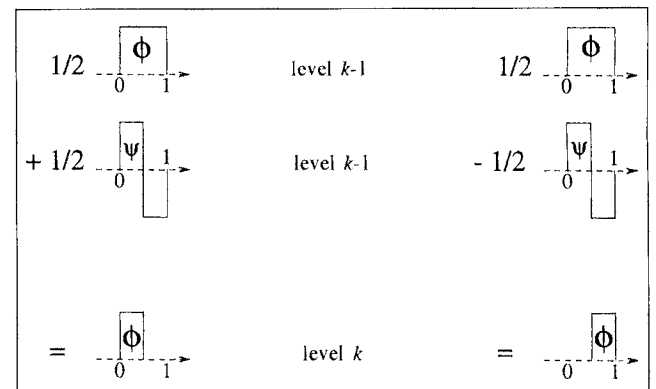 1/2 ϕ level k-1 1/2 ϕ
0 1 0 1
+ 1/2 ψ 1 level k-1 - 1/2 ψ 1
0 0
= ϕ level k = ϕ
0 1 0 1